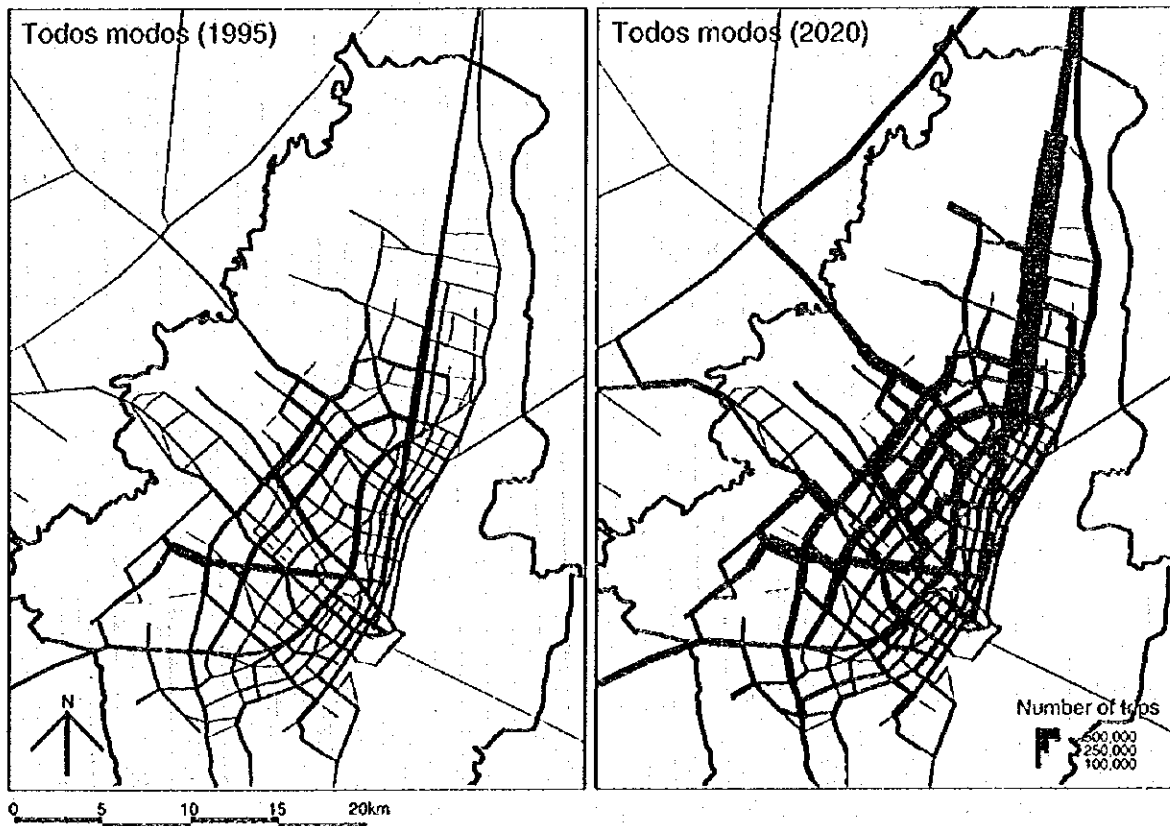 Todos modos (1995)
Todos modos (2020)
N
Number of trips
500,000
250,000
100,000
0 5 10 15 20km